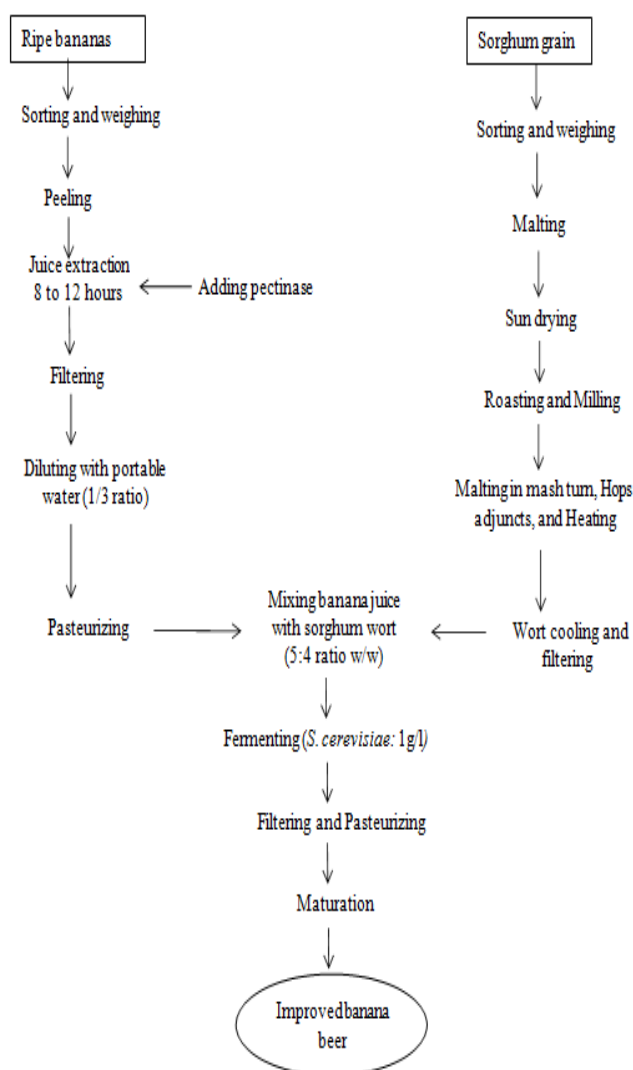 Ripe bananas
Sorting and weighing
Peeling
Juice extraction
8 to 12 hours
Adding pectinase
Filtering
Diluting with portable
water (1/3 ratio)
Pasteurizing
Sorghum grain
Sorting and weighing
Malting
Sun drying
Roasting and Milling
Malting in mash turn, Hops
adjuncts, and Heating
Wort cooling and
filtering
Mixing banana juice
with sorghum wort
(5:4 ratio w/w)
Fermenting (S. cerevisiae: 1g/l)
Filtering and Pasteurizing
Maturation
Improved banana
beer